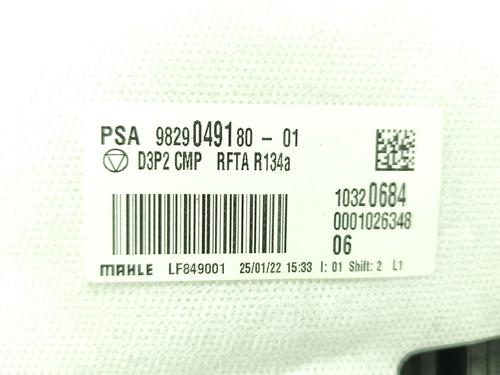 PSA 9829049180 - 01
D3P2 CMP RFTA R134a
10320684
0001026348
06
MAHLE LF849001 25/01/22 15:33 I: 01 Shift: 2 L1